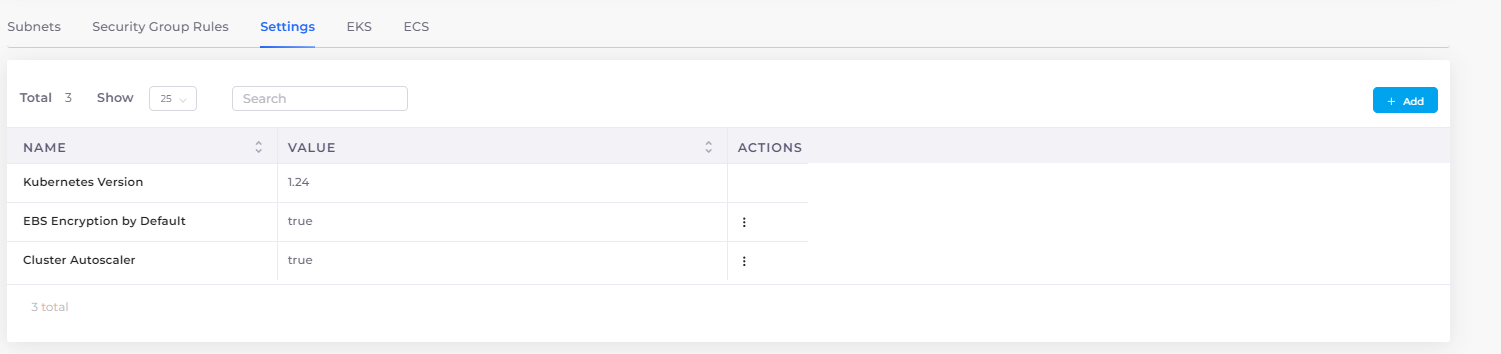 Subnets Security Group Rules Settings EKS ECS
Total 3 Show 25 Search + Add
NAME VALUE ACTIONS
Kubernetes Version 1.24
EBS Encryption by Default true
Cluster Autoscaler true
3 total